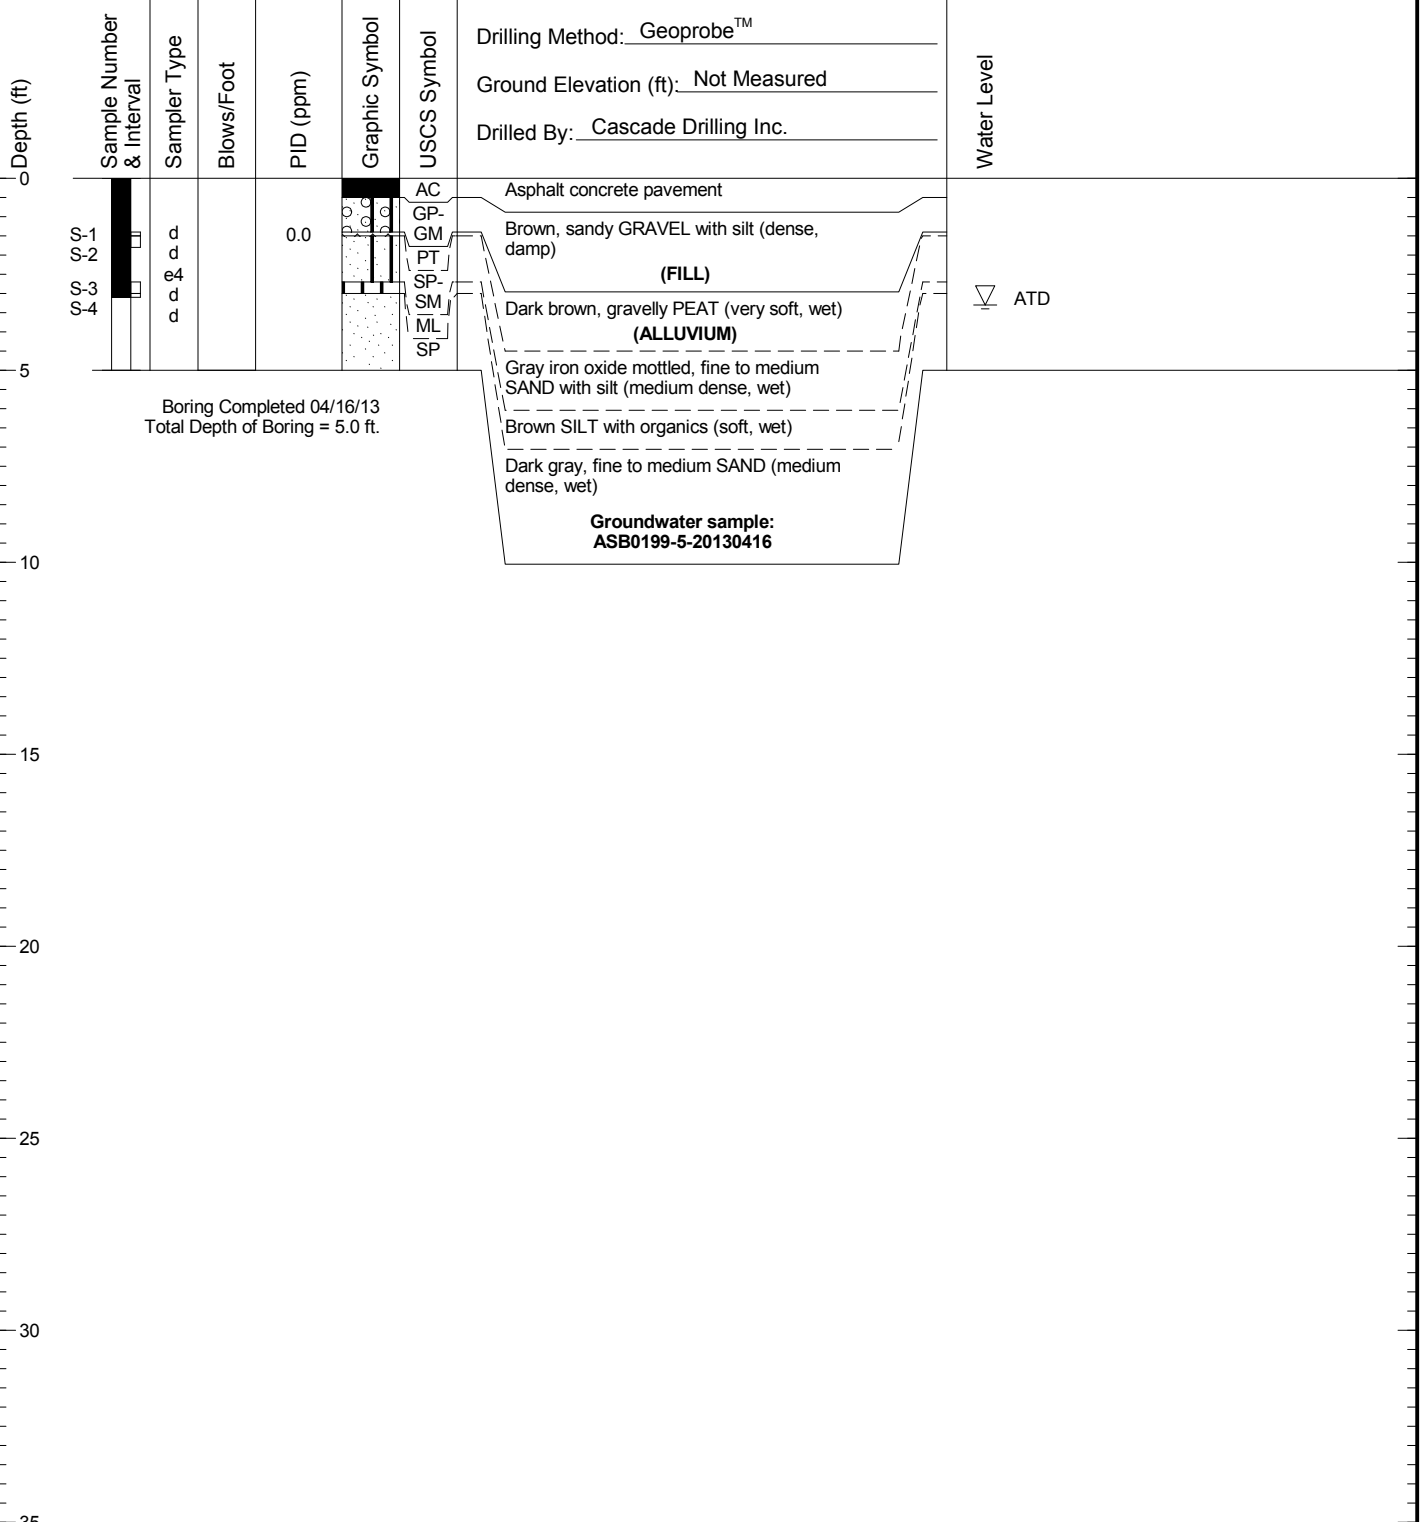 Depth (ft)
Sample Number
& Interval
Sampler Type
Blows/Foot
PID (ppm)
Graphic Symbol
USCS Symbol
Drilling Method: Geoprobe™
Ground Elevation (ft): Not Measured
Drilled By: Cascade Drilling Inc.
Water Level
0
AC
Asphalt concrete pavement
GP-
GM
Brown, sandy GRAVEL with silt (dense,
damp)
(FILL)
S-1
d
0.0
S-2
d
PT
e4
SP-
SM
S-3
d
S-4
d
Dark brown, gravelly PEAT (very soft, wet)
(ALLUVIUM)
ATD
ML
SP
5
Gray iron oxide mottled, fine to medium
SAND with silt (medium dense, wet)
Boring Completed 04/16/13
Total Depth of Boring = 5.0 ft.
Brown SILT with organics (soft, wet)
Dark gray, fine to medium SAND (medium
dense, wet)
Groundwater sample:
ASB0199-5-20130416
10
15
20
25
30
35